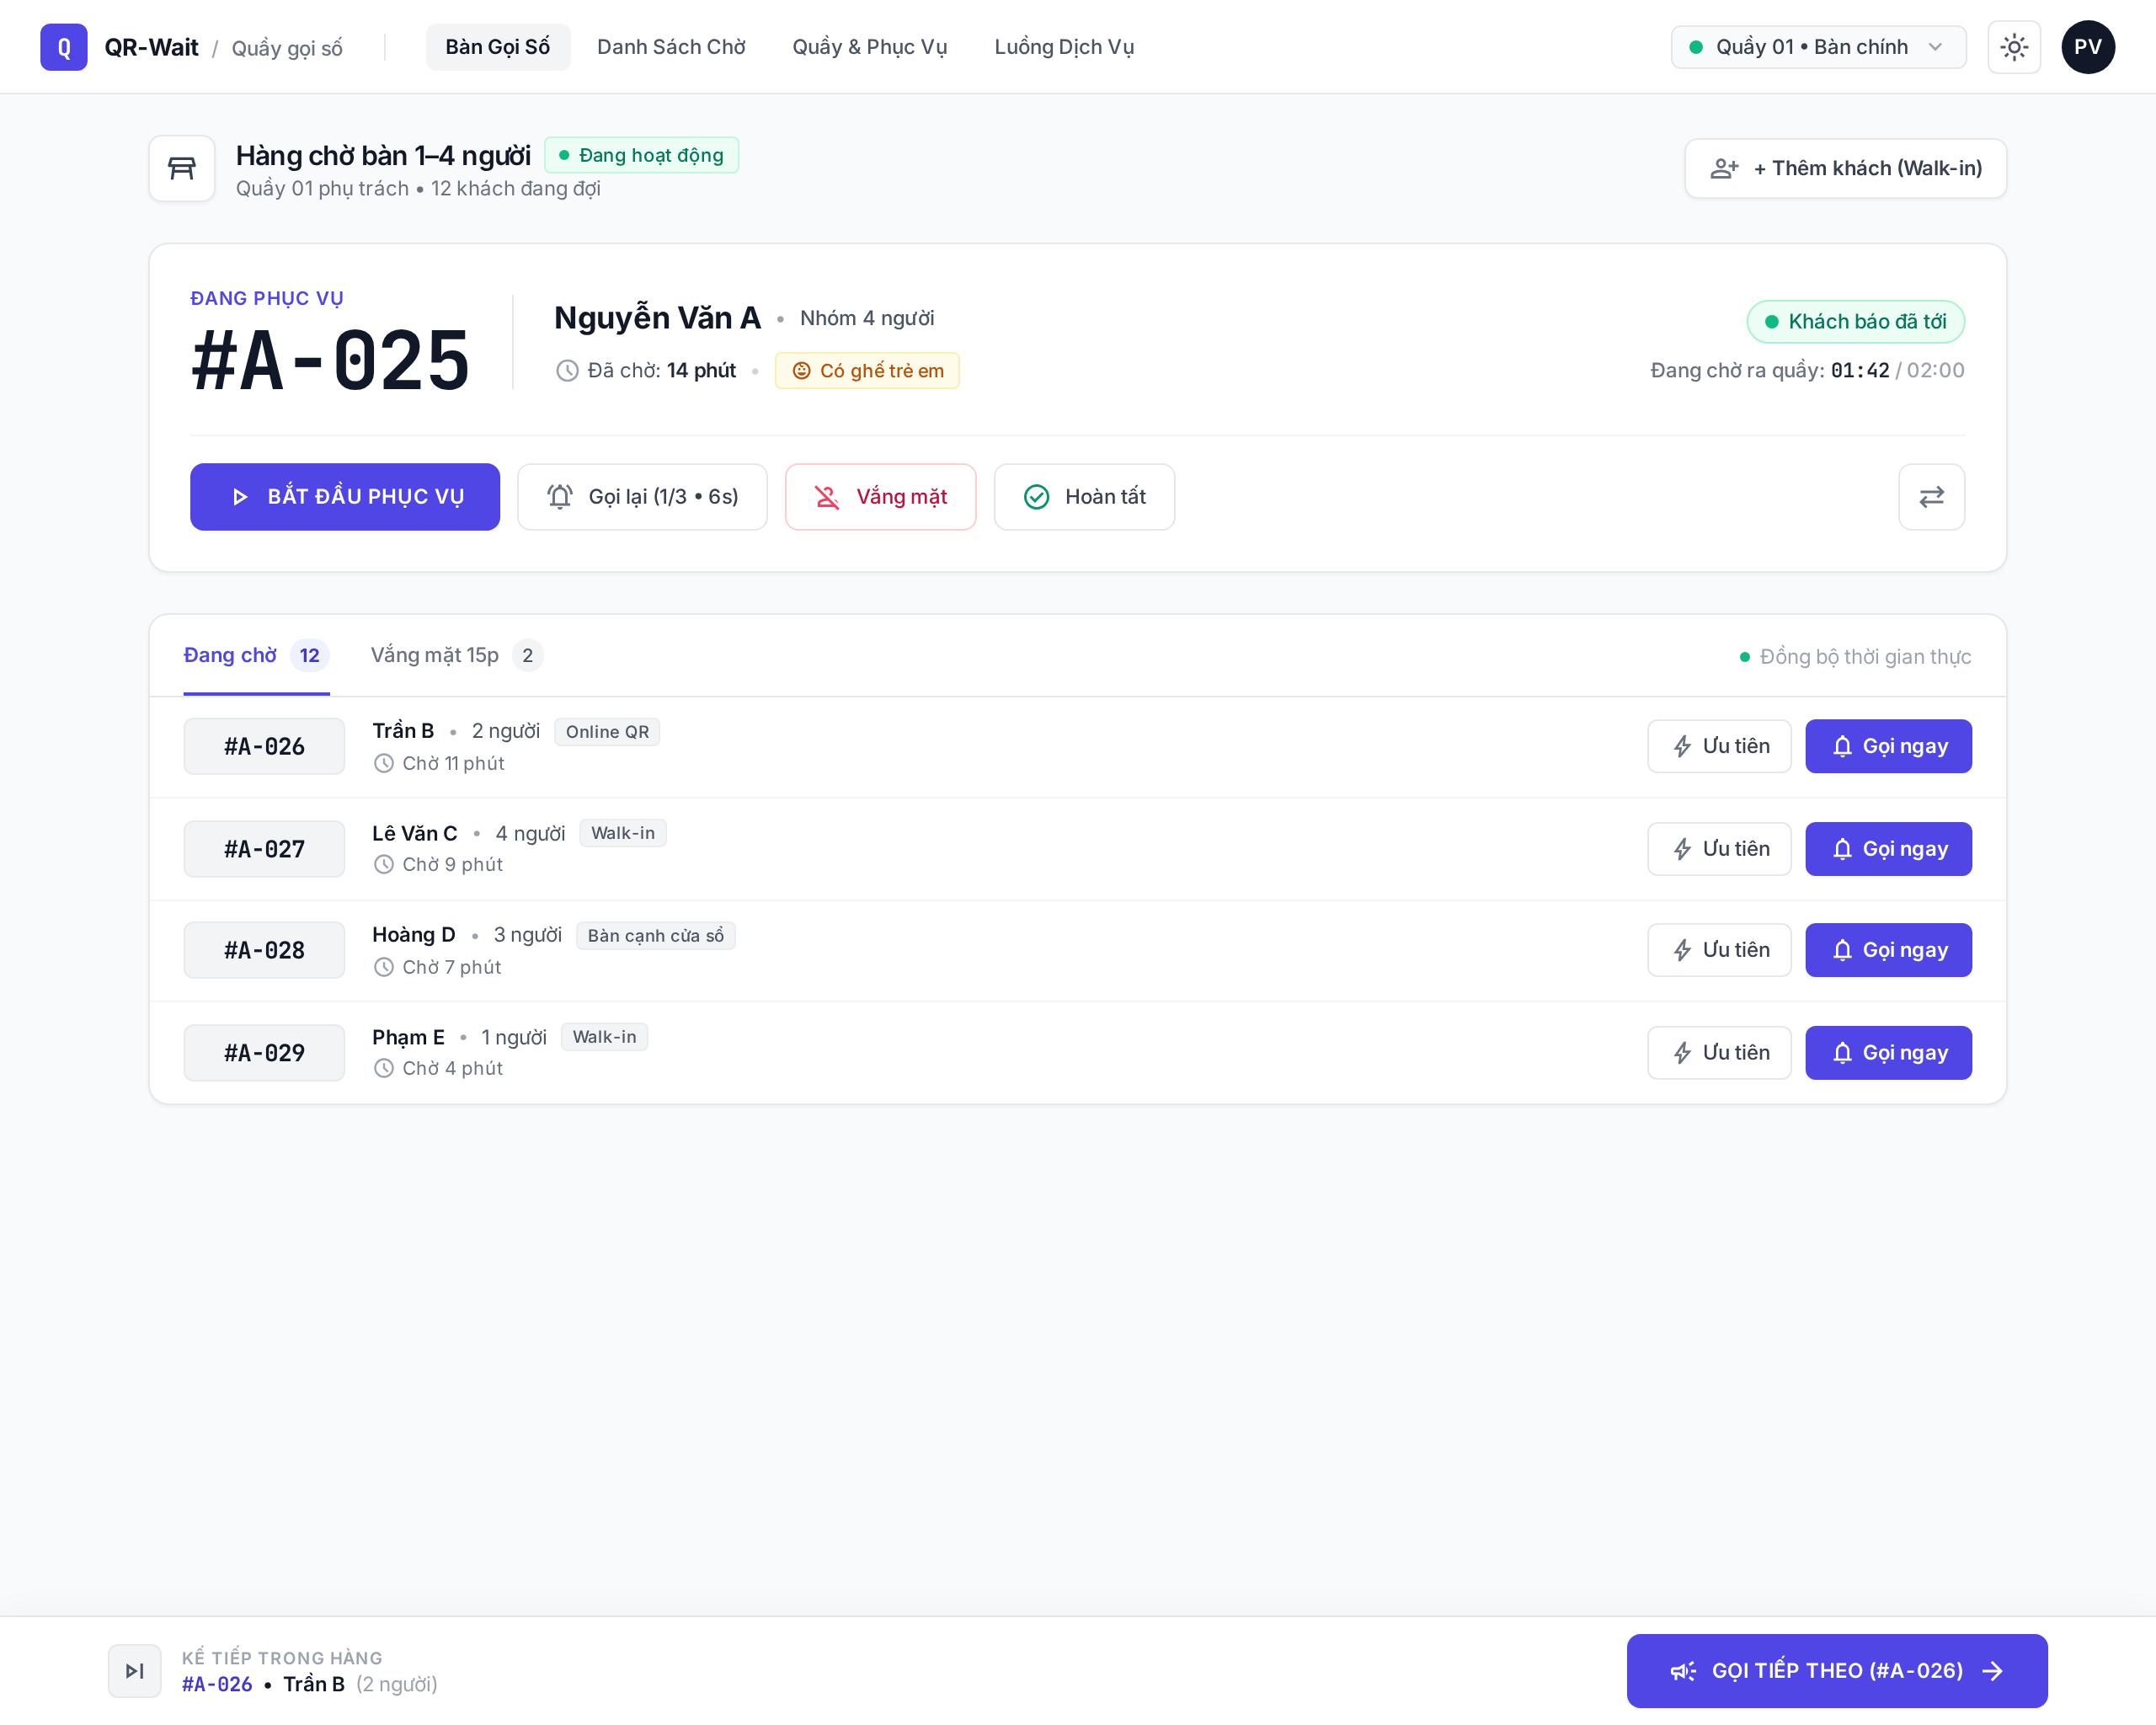 Q QR-Wait / Quầy gọi số Bàn Gọi Số Danh Sách Chờ Quầy & Phục Vụ Luồng Dịch Vụ Quầy 01 • Bàn chính PV
Hàng chờ bàn 1–4 người Đang hoạt động
Quầy 01 phụ trách • 12 khách đang đợi
+ Thêm khách (Walk-in)
ĐANG PHỤC VỤ
#A-025
Nguyễn Văn A • Nhóm 4 người
Đã chờ: 14 phút • Có ghế trẻ em
Khách báo đã tới
Đang chờ ra quầy: 01:42 / 02:00
BẮT ĐẦU PHỤC VỤ Gọi lại (1/3 • 6s) Vắng mặt Hoàn tất
Đang chờ 12 Vắng mặt 15p 2 Đồng bộ thời gian thực
#A-026 Trần B • 2 người Online QR
Chờ 11 phút
Ưu tiên Gọi ngay
#A-027 Lê Văn C • 4 người Walk-in
Chờ 9 phút
Ưu tiên Gọi ngay
#A-028 Hoàng D • 3 người Bàn cạnh cửa sổ
Chờ 7 phút
Ưu tiên Gọi ngay
#A-029 Phạm E • 1 người Walk-in
Chờ 4 phút
Ưu tiên Gọi ngay
KẾ TIẾP TRONG HÀNG
#A-026 • Trần B (2 người)
GỌI TIẾP THEO (#A-026)